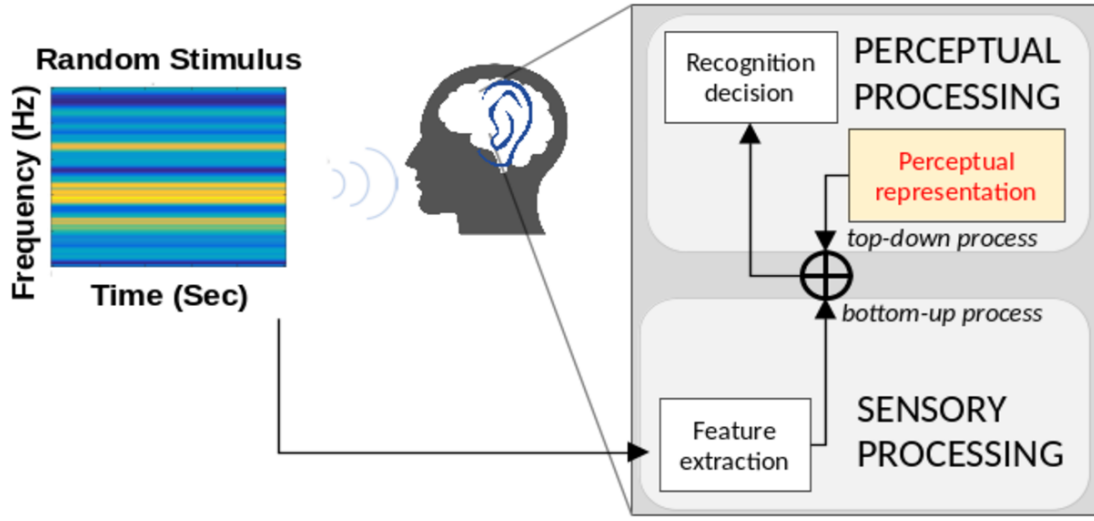 Random Stimulus
Frequency (Hz)
Time (Sec)
Recognition
decision
PERCEPTUAL
PROCESSING
Perceptual
representation
top-down process
bottom-up process
Feature
extraction
SENSORY
PROCESSING